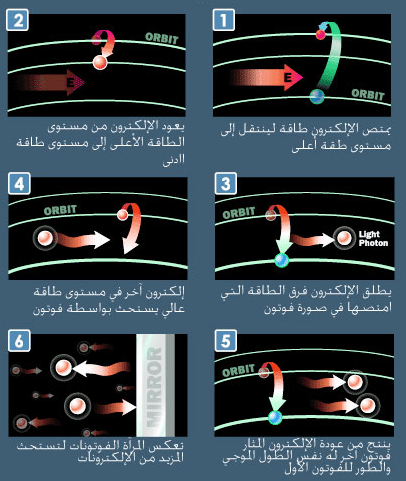 1
E
ORBIT
يمتص الإلكترون طاقة لينتقل إلى
مستوى طقة أعلى
2
ORBIT
E
يعود الإلكترون من مستوى
الطاقة الأعلى إلى مستوى طاقة
اادنى
3
ORBIT
Light
Photon
يطلق الإلكترون فرق الطاقة التي
امتصها في صورة فوتون
4
ORBIT
إلكترون آخر في مستوى طاقة
عالي يستحث بواسطة فوتون
5
ORBIT
ينتج من عودة الإلكترون المثار
فوتون آخر له نفس الطول الموجي
والطور للفوتون الأول
6
MIRROR
تعكس المرآة الفوتونات لتستحث
المزيد من الإلكترونات